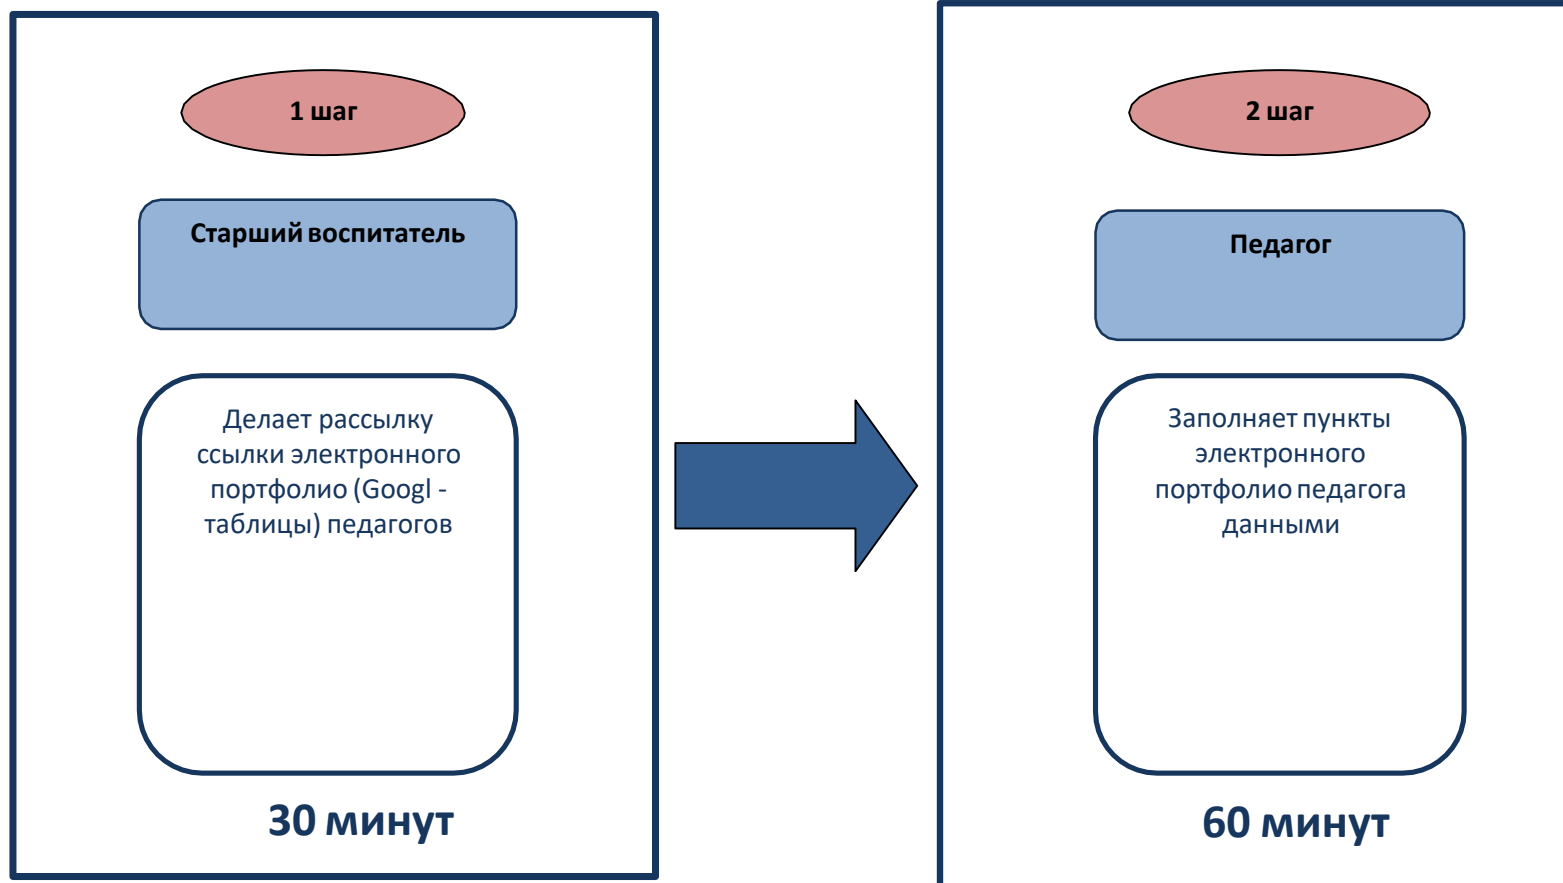 1 шаг
Старший воспитатель
Делает рассылку
ссылки электронного
портфолио (Googl -
таблицы) педагогов
30 минут
2 шаг
Педагог
Заполняет пункты
электронного
портфолио педагога
данными
60 минут